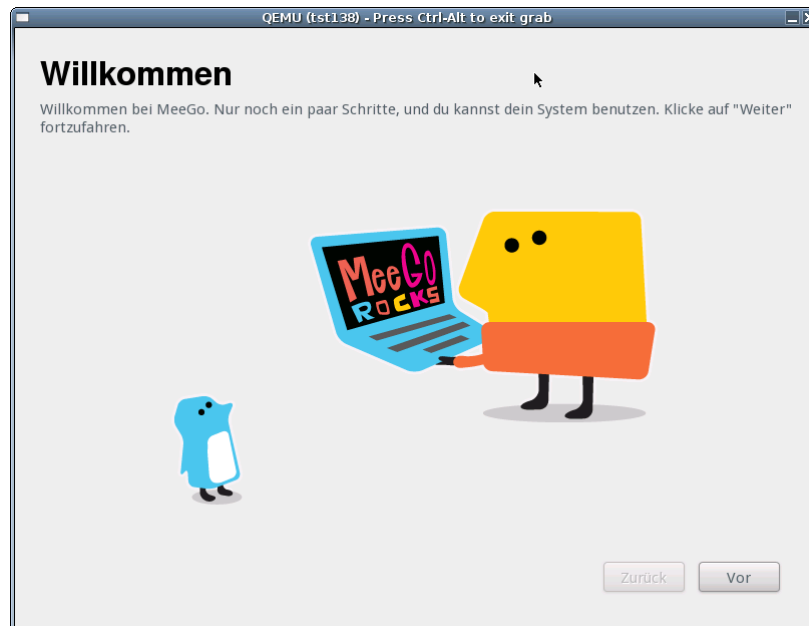 QEMU (tst138) - Press Ctrl-Alt to exit grab
Willkommen
Willkommen bei MeeGo. Nur noch ein paar Schritte, und du kannst dein System benutzen. Klicke auf "Weiter"
fortzufahren.
MeeGo
ROCKS
Zurück
Vor